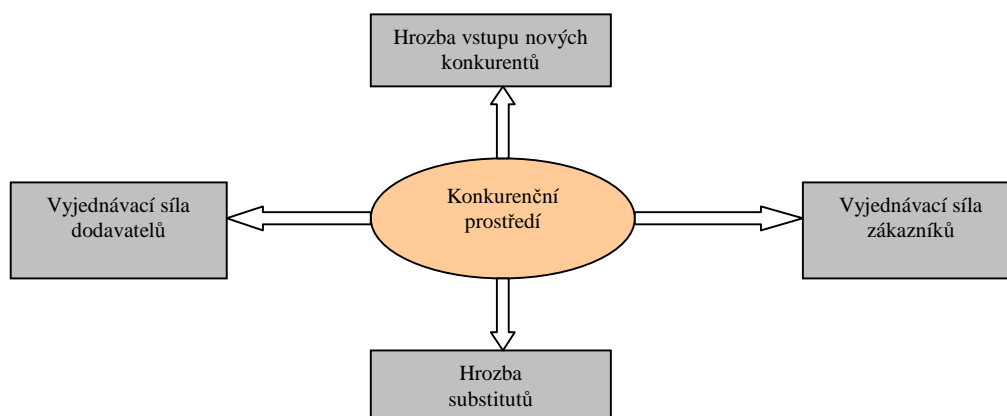 Hrozba vstupu nových
konkurentů
Konkurenční
prostředí
Vyjednávací síla
dodavatelů
Vyjednávací síla
zákazníků
Hrozba
substitutů